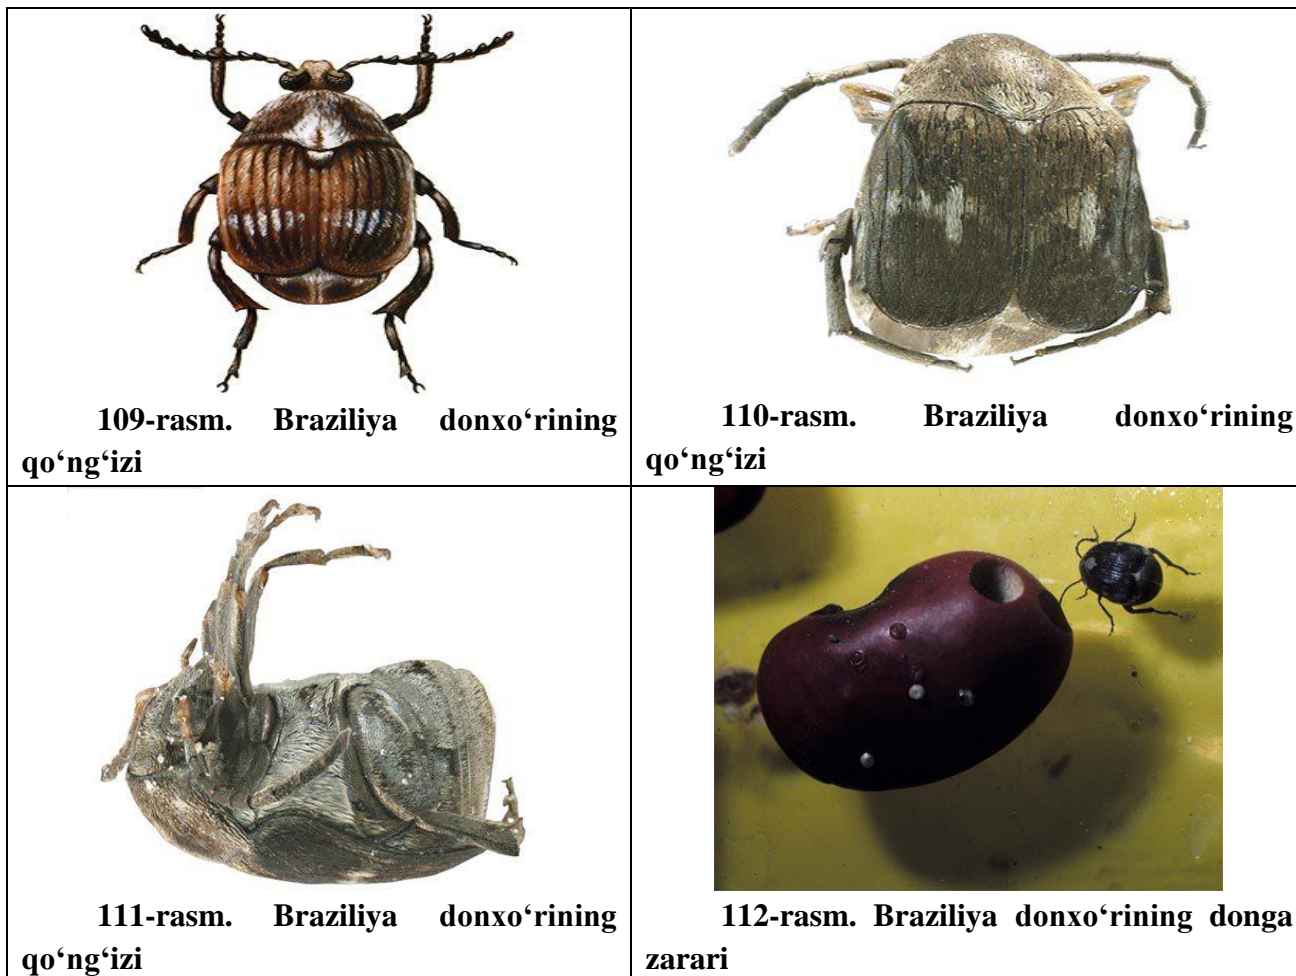 109-rasm. Braziliya donxo‘rining
qo‘ng‘izi
110-rasm. Braziliya donxo‘rining
qo‘ng‘izi
111-rasm. Braziliya donxo‘rining
qo‘ng‘izi
112-rasm. Braziliya donxo‘rining donga
zarari